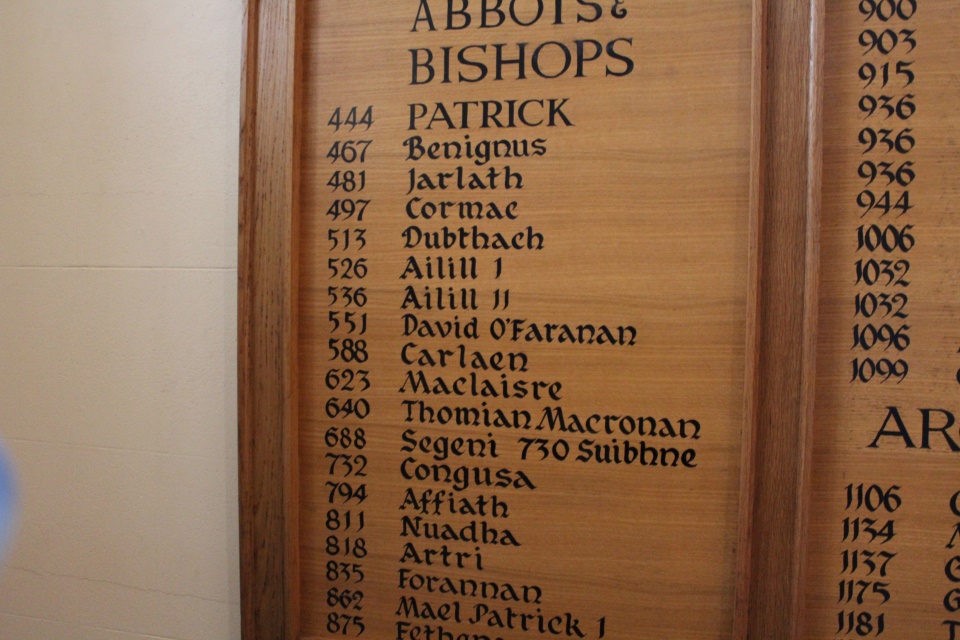 ABBOTS &
BISHOPS
444 PATRICK
467 Benignus
481 Jarlath
497 Cormac
513 Dubthach
526 Ailill I
536 Ailill II
551 David O'Faranan
588 Carlaen
623 Maclaisre
640 Thomian Macronan
688 Segeni 730 Suibhne
732 Congusa
794 Affiath
811 Nuadha
818 Artri
835 Forannan
862 Mael Patrick I
875
900
903
915
936
936
936
944
1006
1032
1032
1096
1099
1106
1134
1137
1175
1181